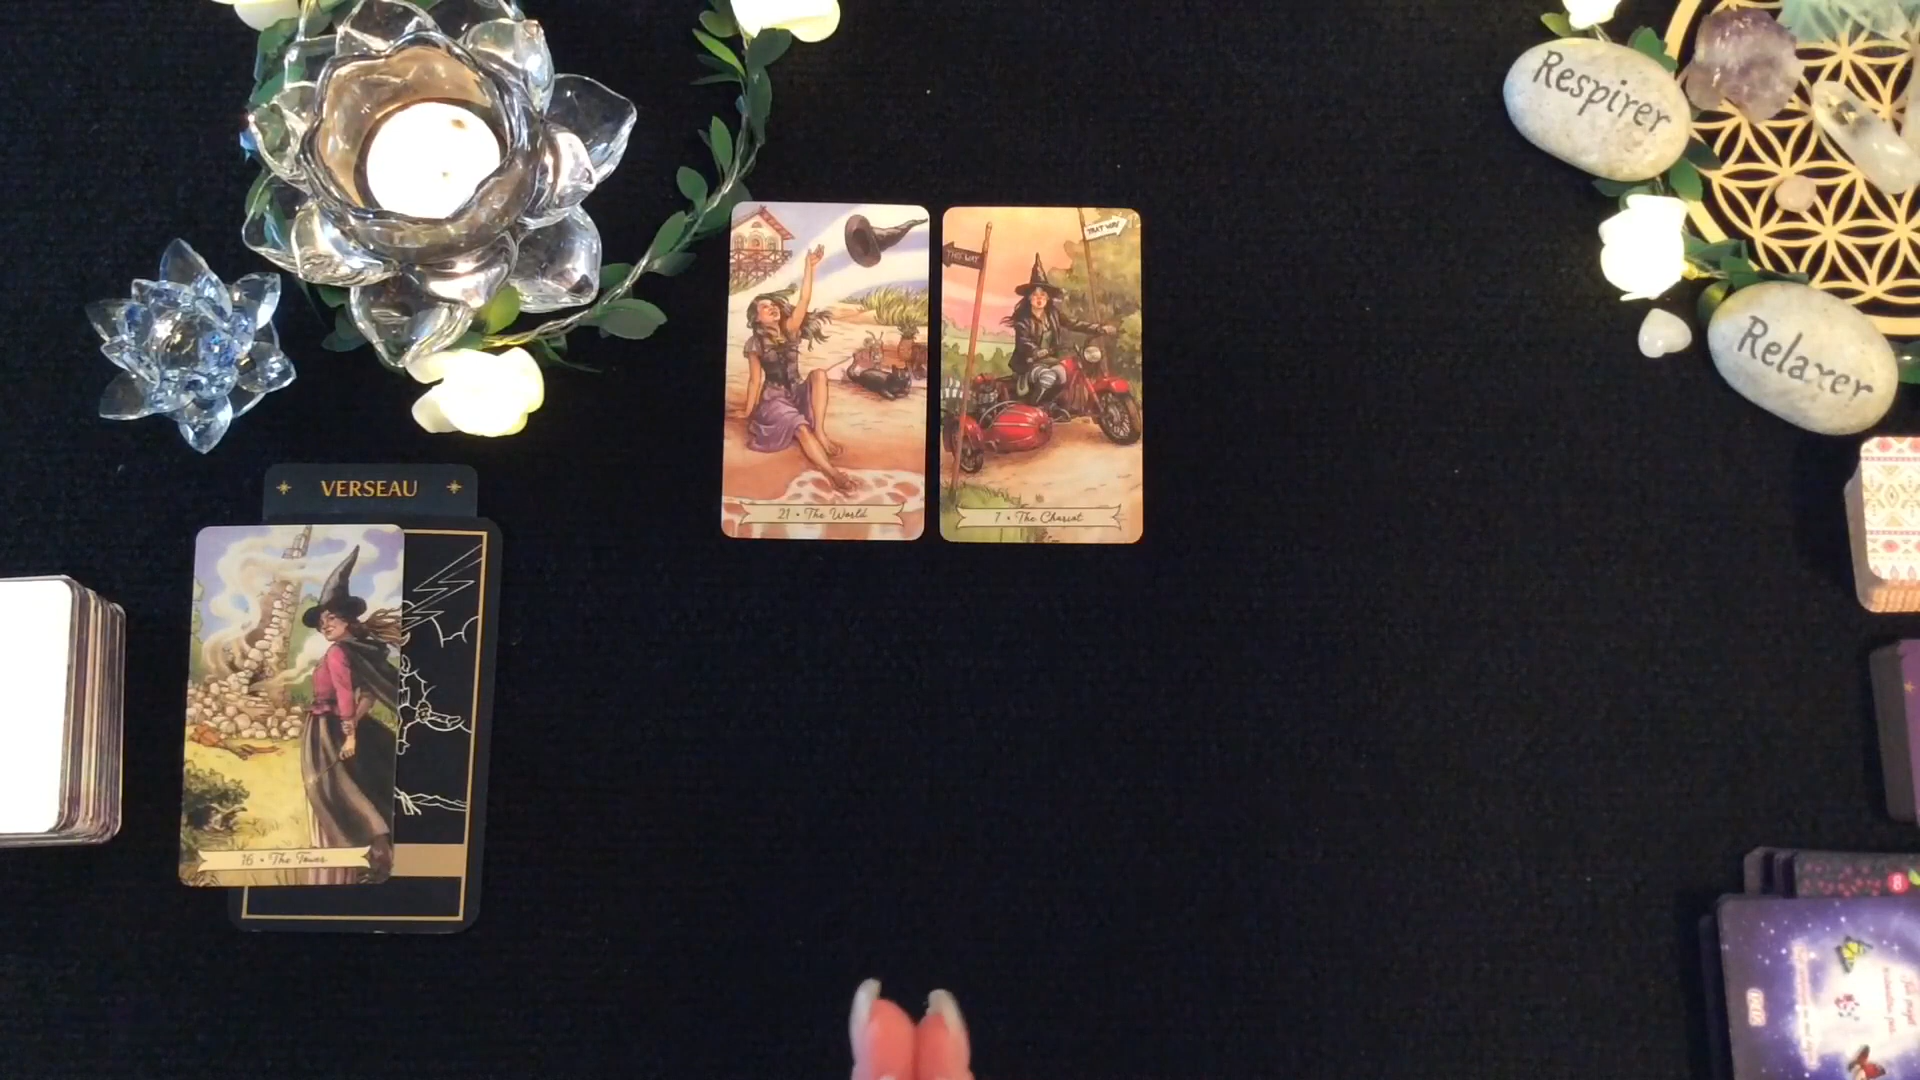 Respirer
Relaxer
THIS WAY
THAT WAY
21 • The World
7 • The Chariot
VERSEAU
16 • The Tower